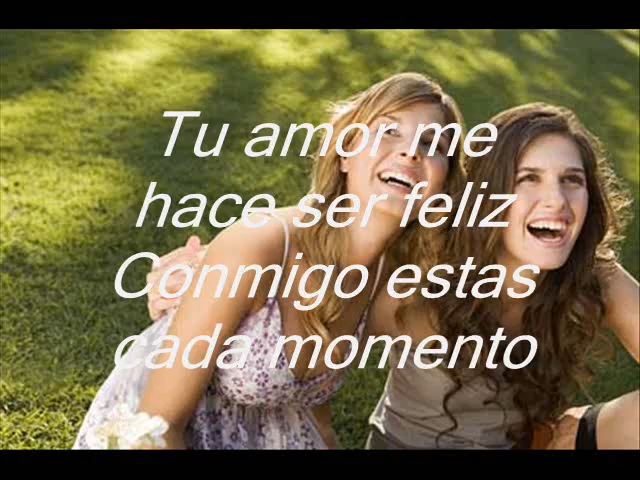 Tu amor me
hace ser feliz
Conmigo estas
cada momento